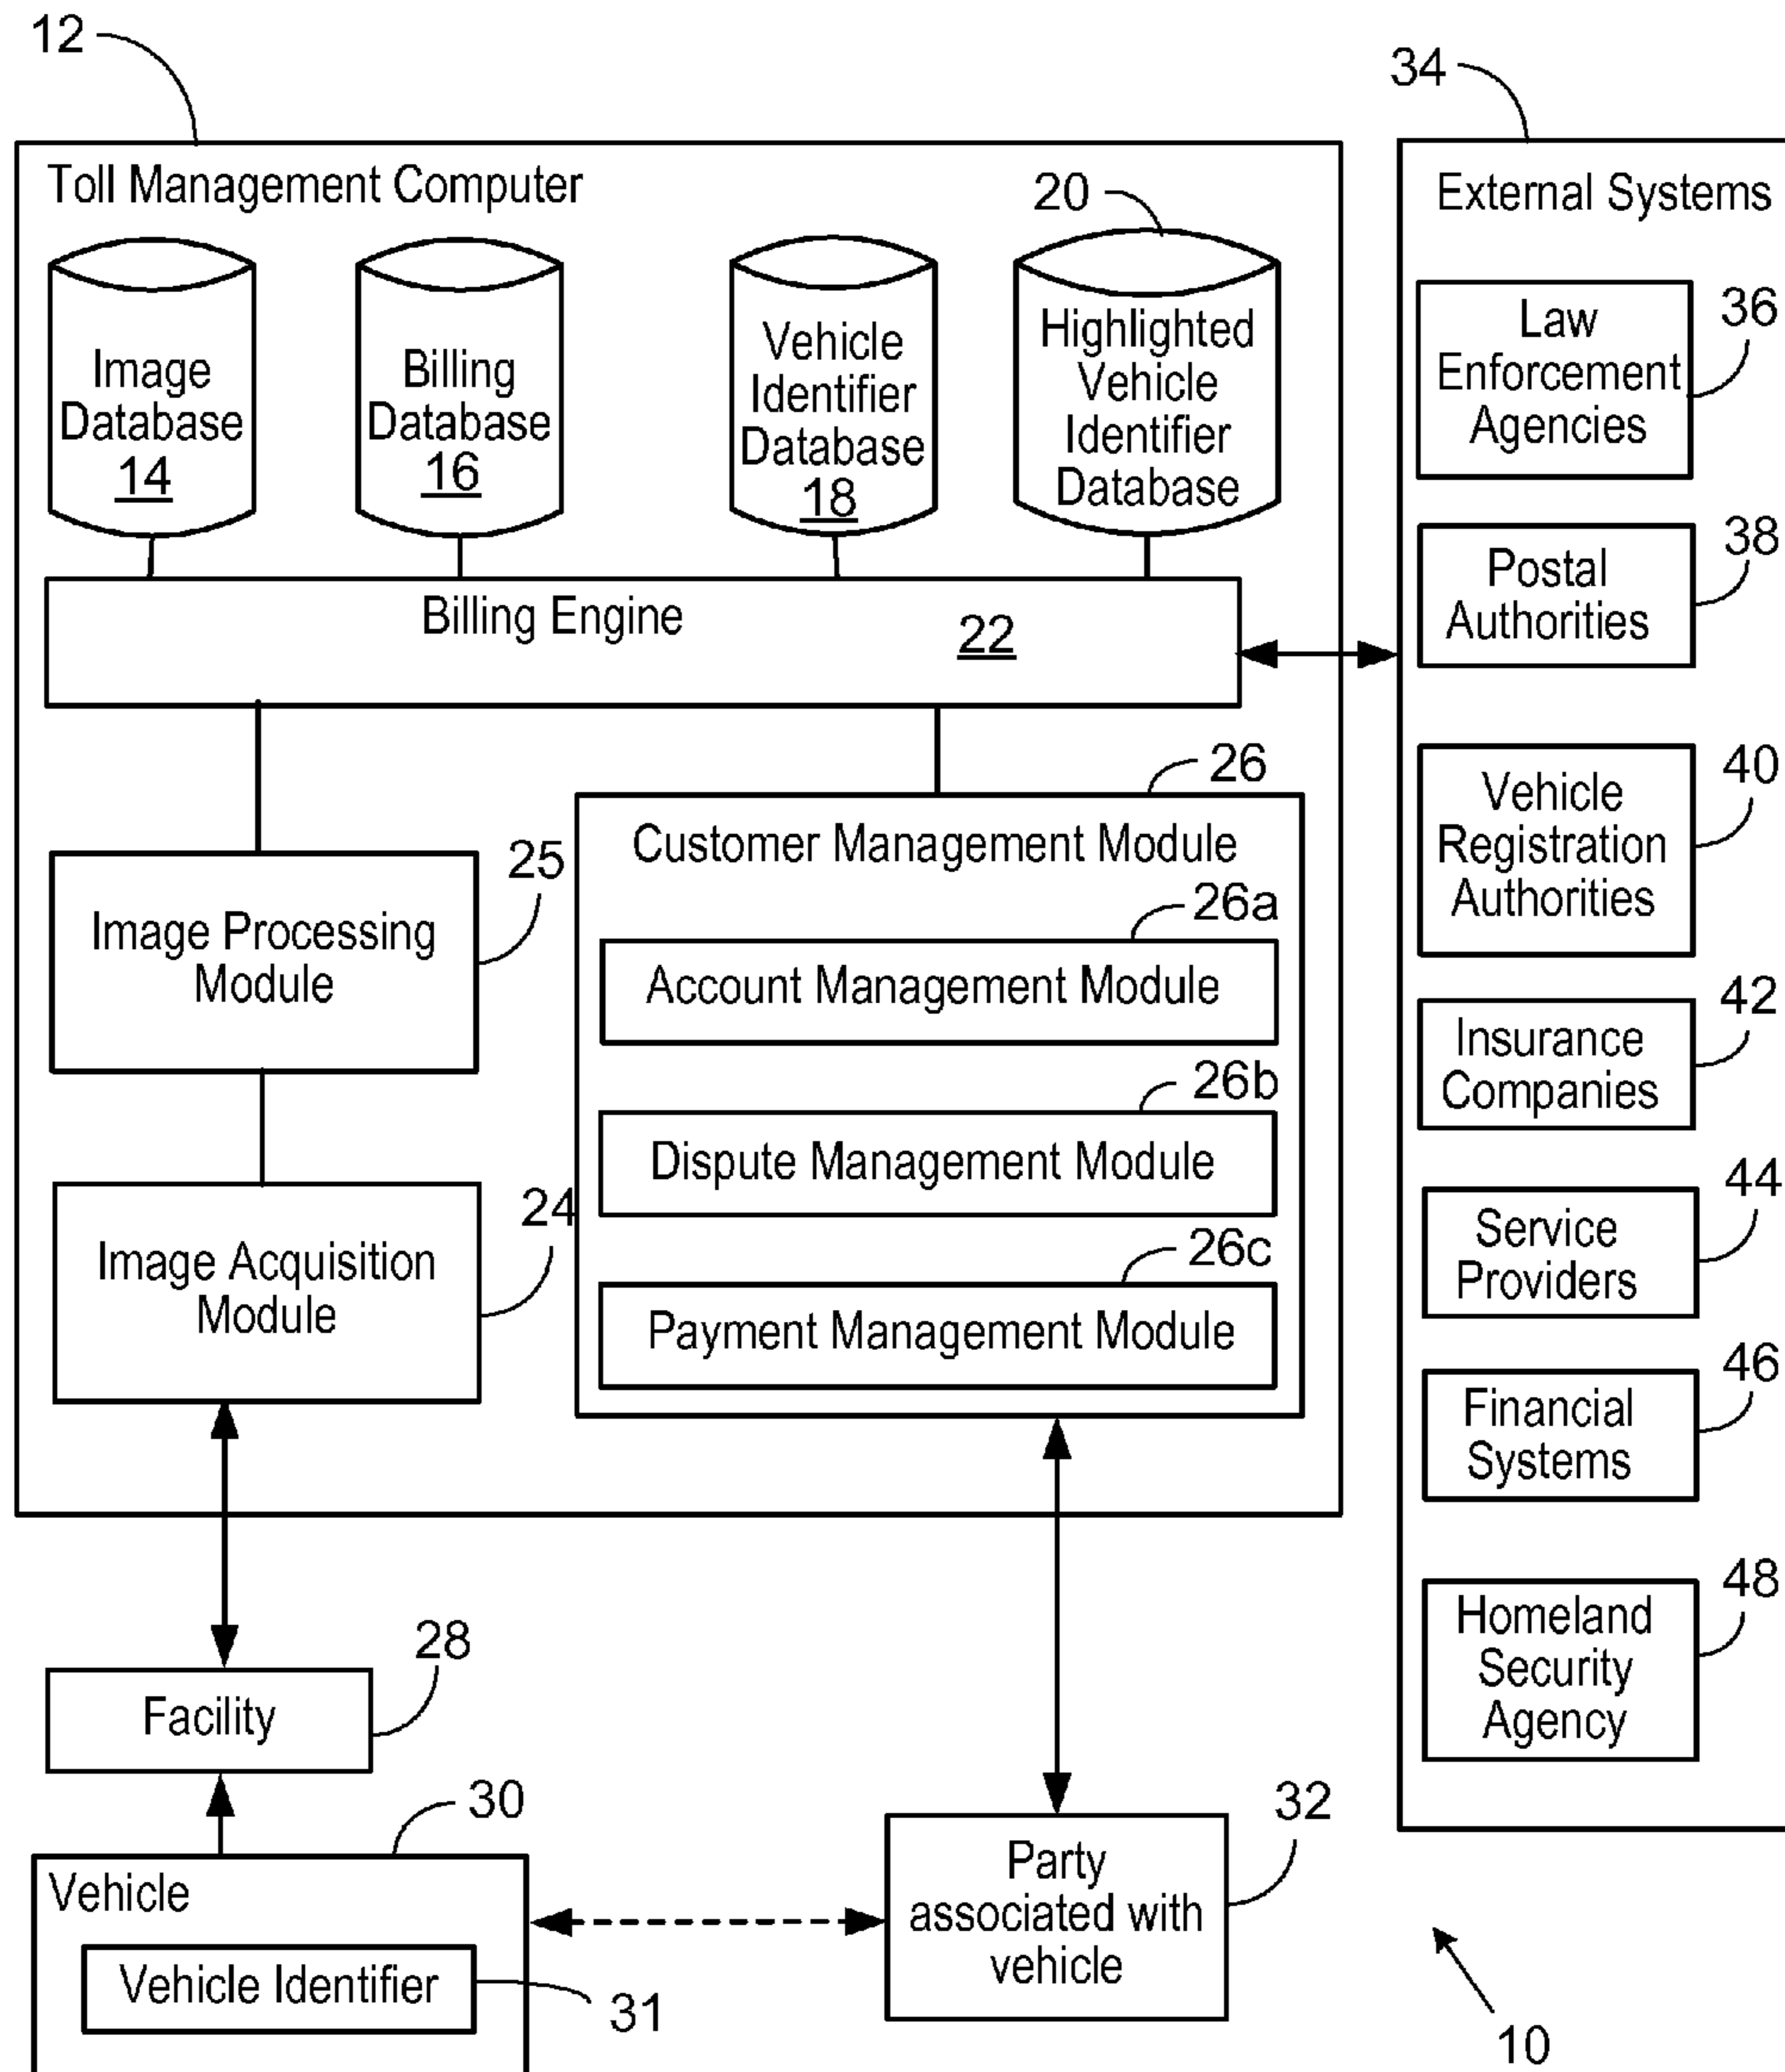 12
34
Toll Management Computer
20
External Systems
Image
Database
14
Billing
Database
16
Vehicle
Identifier
Database
18
Highlighted
Vehicle
Identifier
Database
Law
Enforcement
Agencies
36
Postal
Authorities
38
Billing Engine
22
Vehicle
Registration
Authorities
40
26
Customer Management Module
Image Processing
Module
25
26a
Account Management Module
Insurance
Companies
42
26b
Dispute Management Module
Image Acquisition
Module
24
Service
Providers
44
26c
Payment Management Module
Financial
Systems
46
Homeland
Security
Agency
48
Facility
28
30
Vehicle
Vehicle Identifier
31
Party
associated with
vehicle
32
10